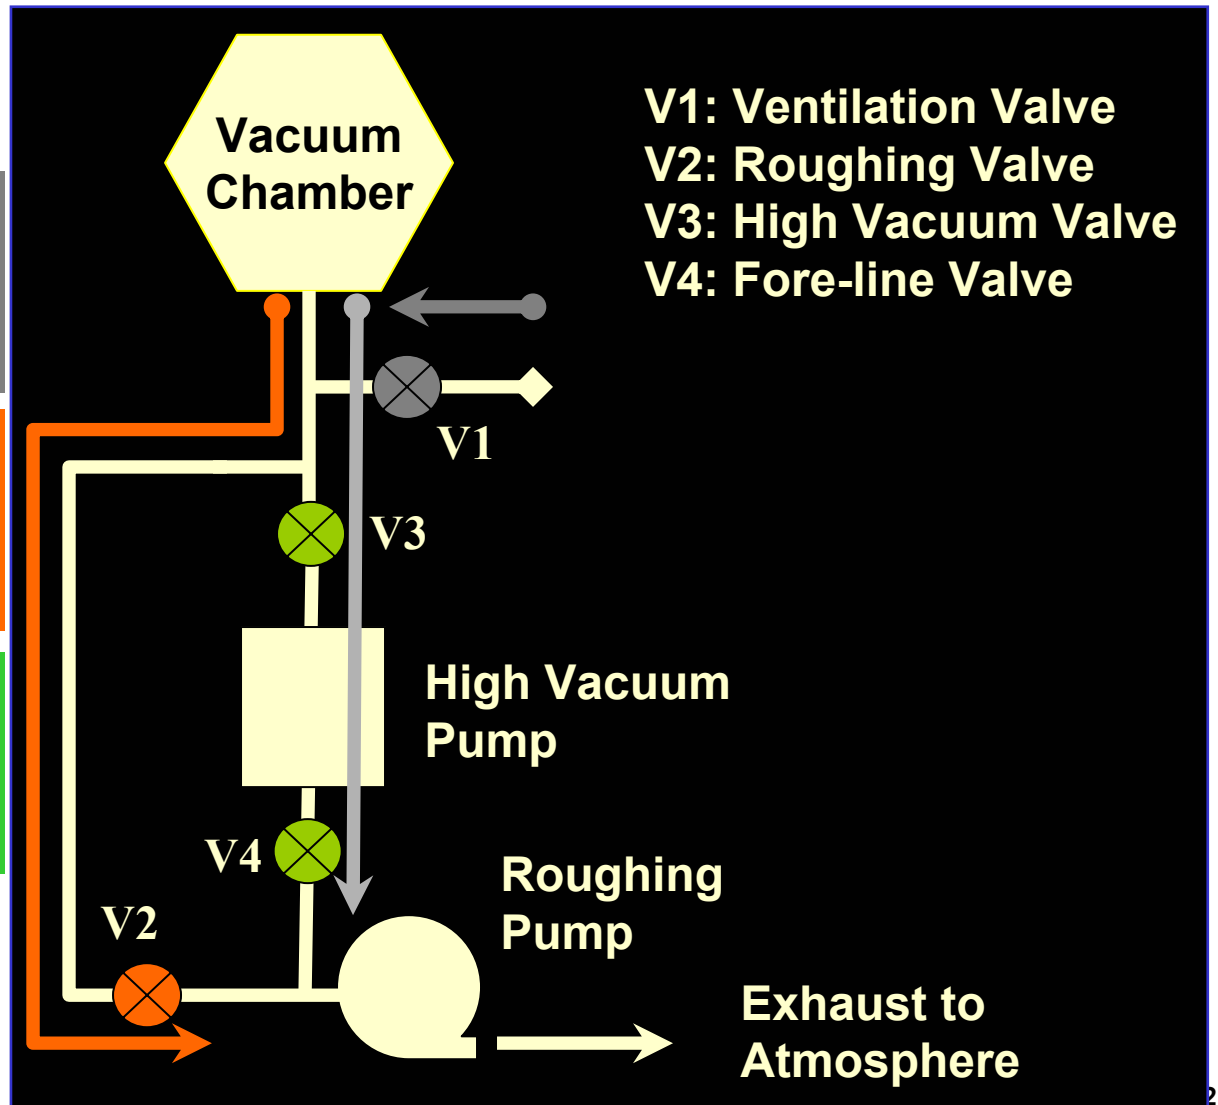 Vacuum
Chamber
V1: Ventilation Valve
V2: Roughing Valve
V3: High Vacuum Valve
V4: Fore-line Valve
V1
V3
High Vacuum
Pump
V4
Roughing
Pump
V2
Exhaust to
Atmosphere
2